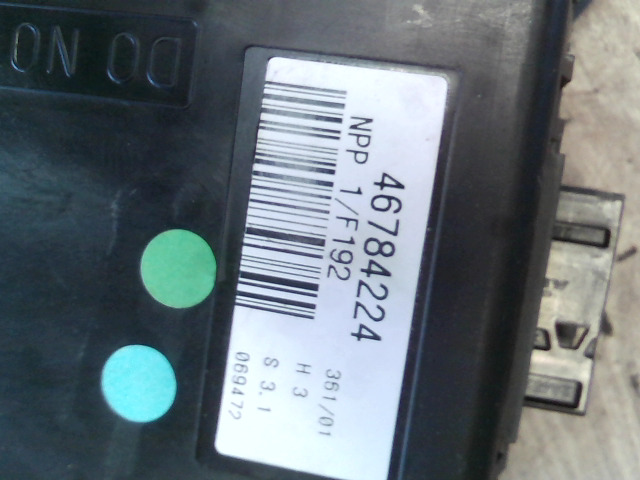 DO NO
46784224
NPP 1/F192
361/01
H 3
S 3.1
069472